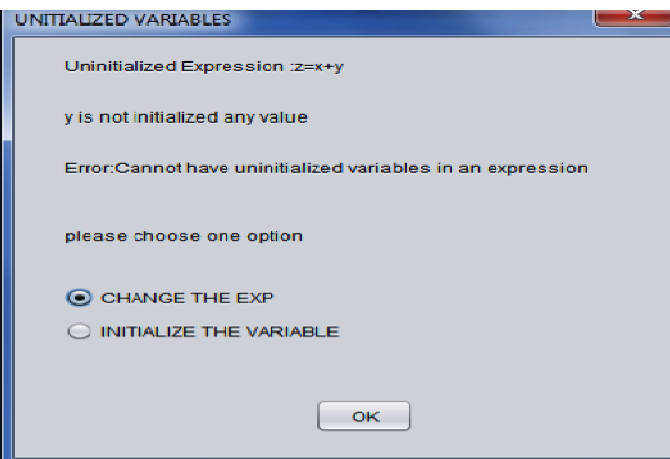 UNITIALIZED VARIABLES
x
Uninitialized Expression :z=x+y
y is not initialized any value
Error:Cannot have uninitialized variables in an expression
please choose one option
CHANGE THE EXP
INITIALIZE THE VARIABLE
OK